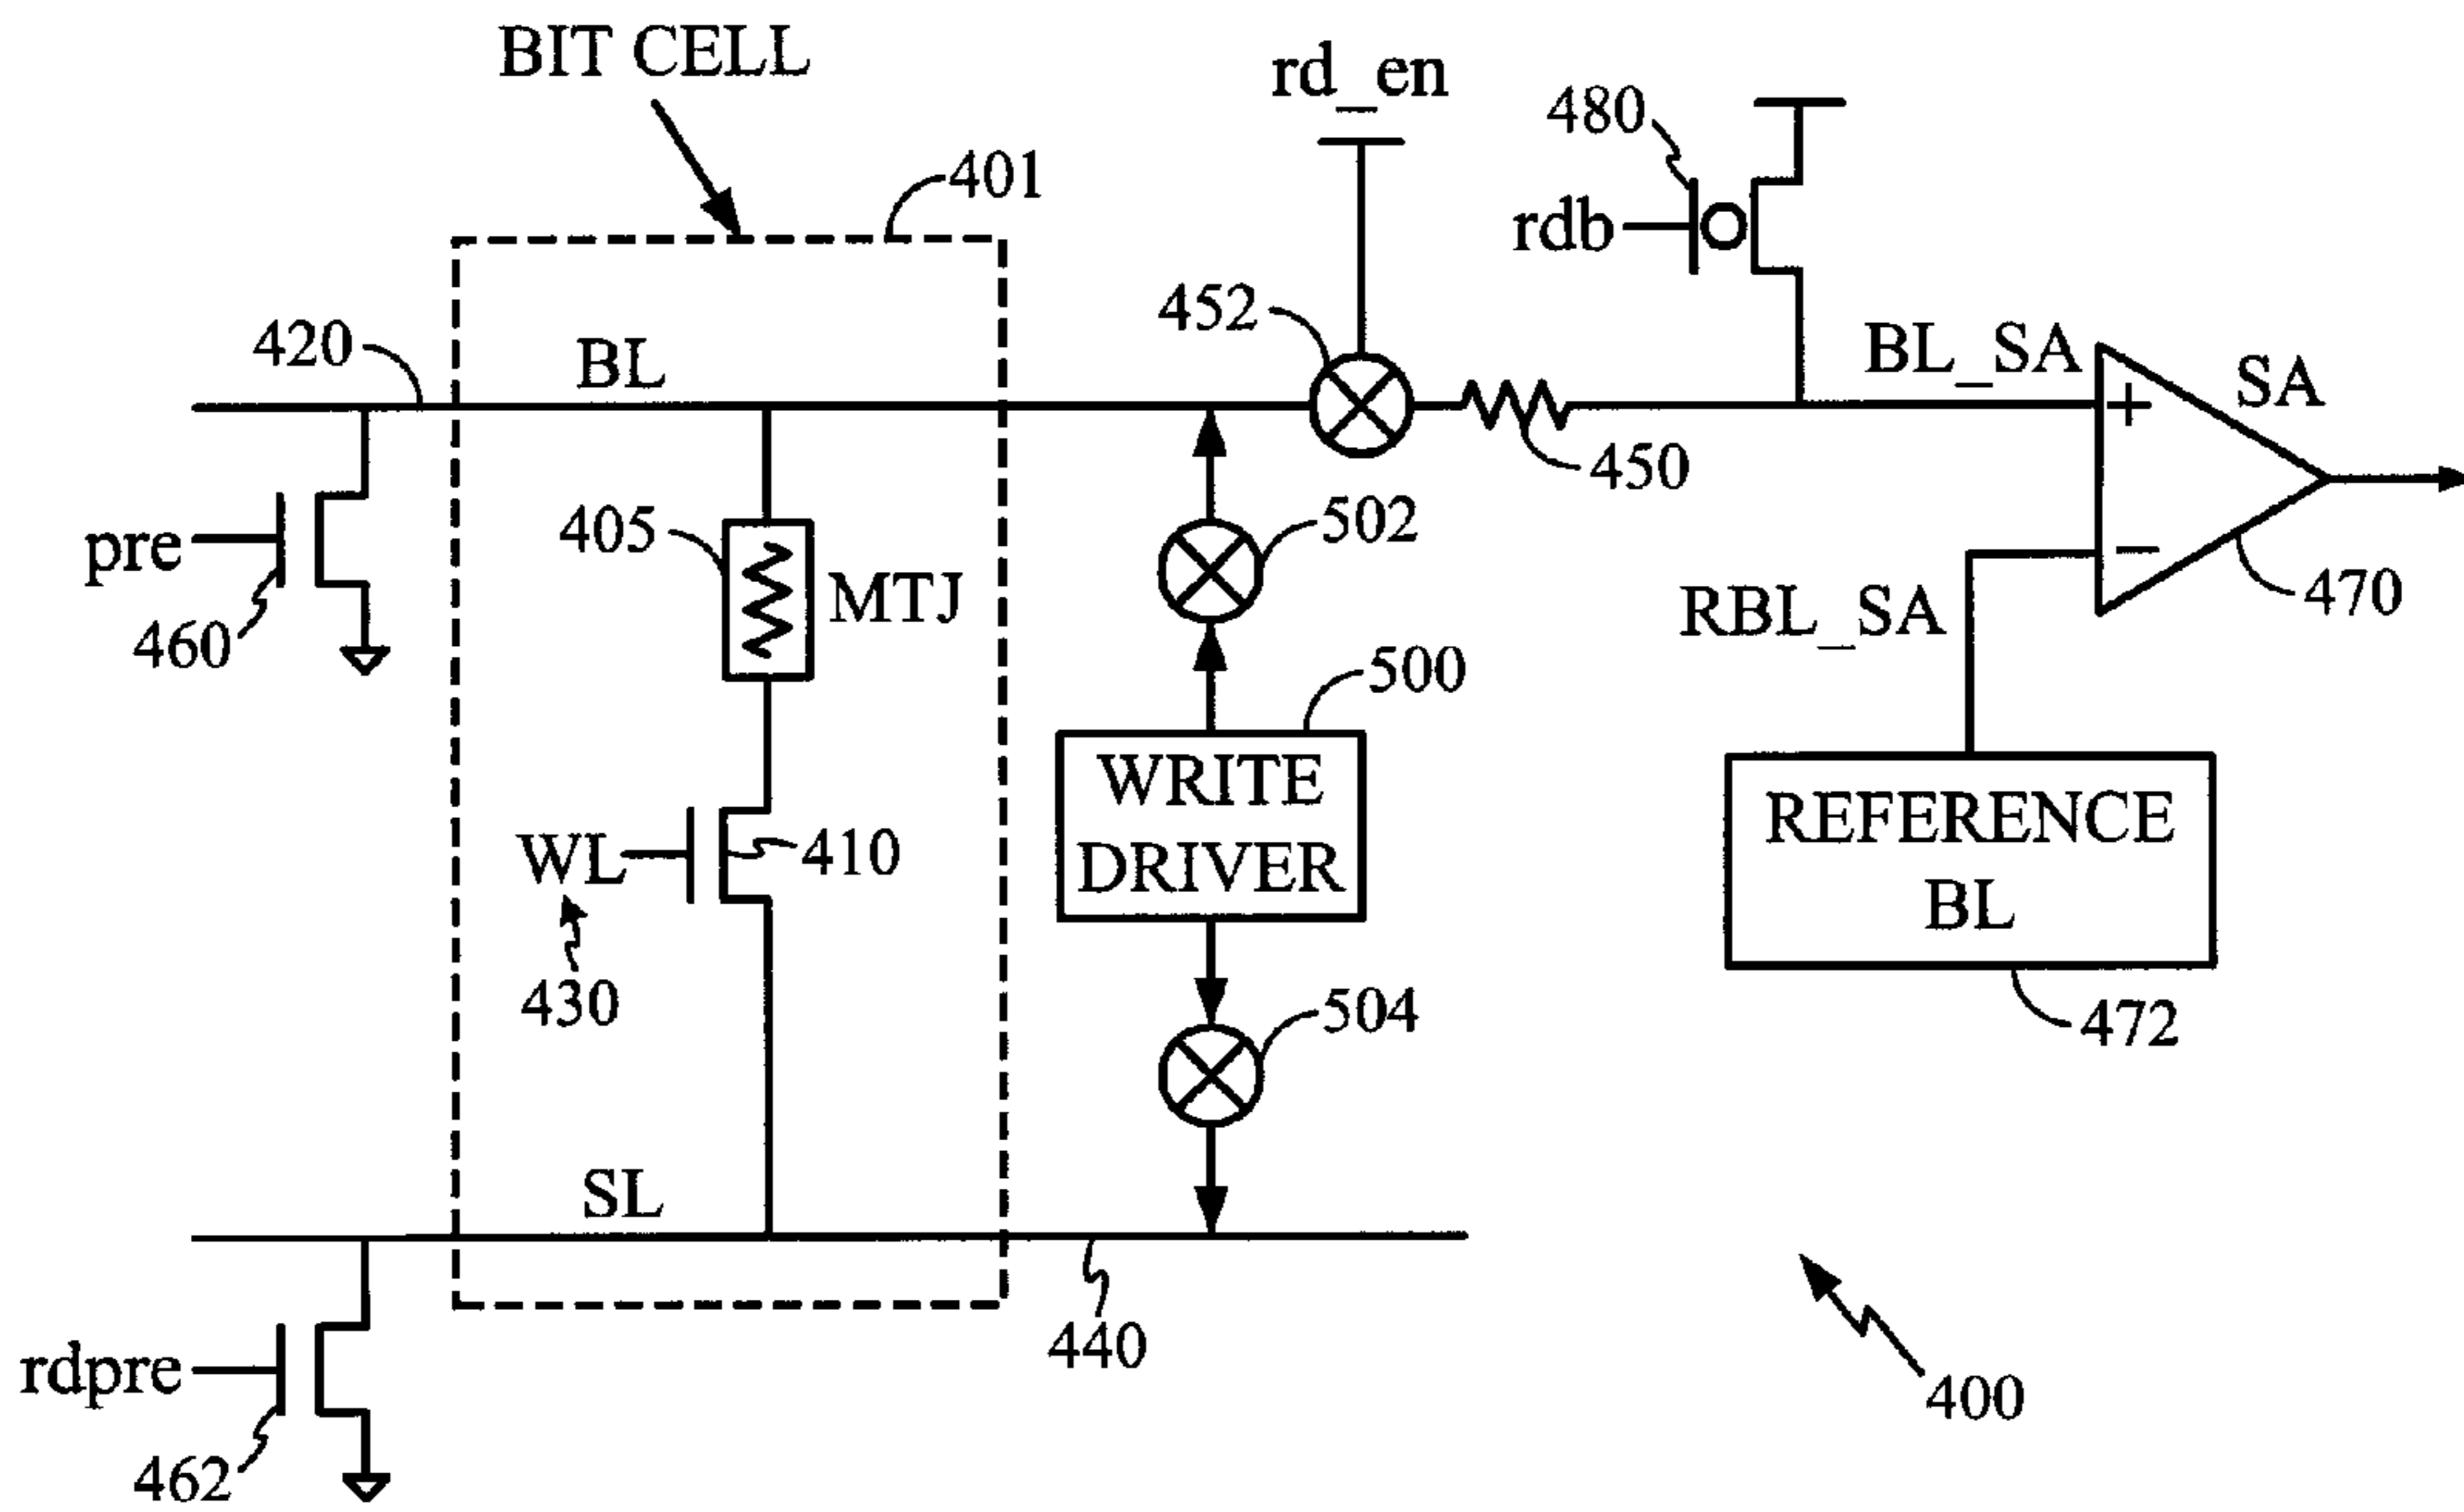 BIT CELL
rd_en
480
401
rdb
452
420
BL
BL_SA
SA
+
450
405
MTJ
502
pre
−
470
RBL_SA
460
500
WRITE
DRIVER
REFERENCE
BL
WL
410
430
504
472
SL
440
rdpre
400
462